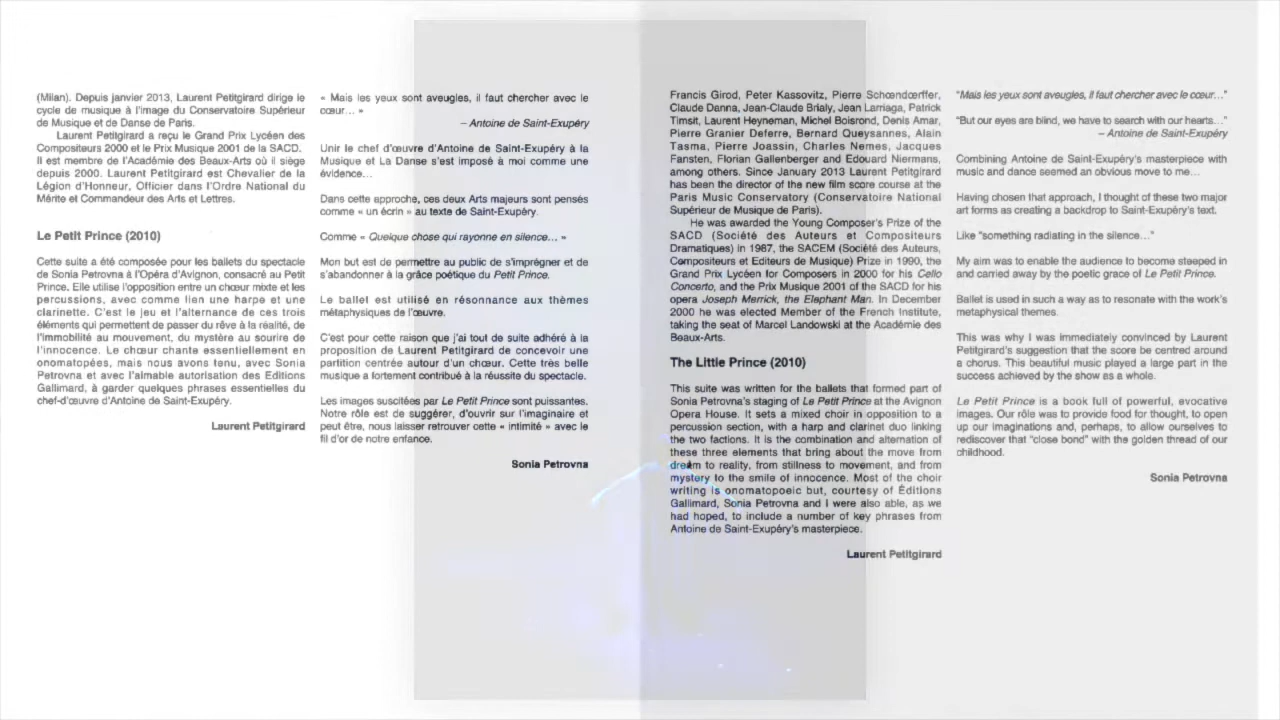 (Milan). Depuis janvier 2013, Laurent Petitgirard dirige le
cycle de musique à l'image du Conservatoire Supérieur
de Musique et de Danse de Paris.
Laurent Petitgirard a reçu le Grand Prix Lycéen des
Compositeurs 2000 et le Prix Musique 2001 de la SACD.
Il est membre de l'Académie des Beaux-Arts où il siège
depuis 2000. Laurent Petitgirard est Chevalier de la
Légion d'Honneur, Officier dans l'Ordre National du
Mérite et Commandeur des Arts et Lettres.
Le Petit Prince (2010)
Cette suite a été composée pour les ballets du spectacle
de Sonia Petrovna à l'Opéra d'Avignon, consacré au Petit
Prince. Elle utilise l'opposition entre un chœur mixte et les
percussions, avec comme lien une harpe et une
clarinette. C'est le jeu et l'alternance de ces trois
éléments qui permettent de passer du rêve à la réalité, de
l'immobilité au mouvement, du mystère au sourire de
l'innocence. Le chœur chante essentiellement en
onomatopées, mais nous avons tenu, avec Sonia
Petrovna et avec l'aimable autorisation des Editions
Gallimard, à garder quelques phrases essentielles du
chef-d'œuvre d'Antoine de Saint-Exupéry.
Laurent Petitgirard
« Mais les yeux sont aveugles, il faut chercher avec le
cœur... »
– Antoine de Saint-Exupéry
Unir le chef d'œuvre d'Antoine de Saint-Exupéry à la
Musique et La Danse s'est imposé à moi comme une
évidence...
Dans cette approche, ces deux Arts majeurs sont pensés
comme « un écrin » au texte de Saint-Exupéry.
Comme « Quelque chose qui rayonne en silence... »
Mon but est de permettre au public de s'imprégner et de
s'abandonner à la grâce poétique du Petit Prince.
Le ballet est utilisé en résonnance aux thèmes
métaphysiques de l'œuvre.
C'est pour cette raison que j'ai tout de suite adhéré à la
proposition de Laurent Petitgirard de concevoir une
partition centrée autour d'un chœur. Cette très belle
musique a fortement contribué à la réussite du spectacle.
Les images suscitées par Le Petit Prince sont puissantes.
Notre rôle est de suggérer, d'ouvrir sur l'imaginaire et
peut être, nous laisser retrouver cette « intimité » avec le
fil d'or de notre enfance.
Sonia Petrovna
Francis Girod, Peter Kassovitz, Pierre Schœndœrffer,
Claude Danna, Jean-Claude Brialy, Jean Larriaga, Patrick
Timsit, Laurent Heyneman, Michel Boisrond, Denis Amar,
Pierre Granier Deferre, Bernard Queysannes, Alain
Tasma, Pierre Joassin, Charles Nemes, Jacques
Fansten, Florian Gallenberger and Edouard Niermans,
among others. Since January 2013 Laurent Petitgirard
has been the director of the new film score course at the
Paris Music Conservatory (Conservatoire National
Supérieur de Musique de Paris).
He was awarded the Young Composer's Prize of the
SACD (Société des Auteurs et Compositeurs
Dramatiques) in 1987, the SACEM (Société des Auteurs,
Compositeurs et Editeurs de Musique) Prize in 1990, the
Grand Prix Lycéen for Composers in 2000 for his Cello
Concerto, and the Prix Musique 2001 of the SACD for his
opera Joseph Merrick, the Elephant Man. In December
2000 he was elected Member of the French Institute,
taking the seat of Marcel Landowski at the Académie des
Beaux-Arts.
The Little Prince (2010)
This suite was written for the ballets that formed part of
Sonia Petrovna's staging of Le Petit Prince at the Avignon
Opera House. It sets a mixed choir in opposition to a
percussion section, with a harp and clarinet duo linking
the two factions. It is the combination and alternation of
these three elements that bring about the move from
dream to reality, from stillness to movement, and from
mystery to the smile of innocence. Most of the choir
writing is onomatopoeic but, courtesy of Éditions
Gallimard, Sonia Petrovna and I were also able, as we
had hoped, to include a number of key phrases from
Antoine de Saint-Exupéry's masterpiece.
Laurent Petitgirard
"Mais les yeux sont aveugles, il faut chercher avec le cœur..."
"But our eyes are blind, we have to search with our hearts..."
– Antoine de Saint-Exupéry
Combining Antoine de Saint-Exupéry's masterpiece with
music and dance seemed an obvious move to me...
Having chosen that approach, I thought of these two major
art forms as creating a backdrop to Saint-Exupéry's text.
Like "something radiating in the silence..."
My aim was to enable the audience to become steeped in
and carried away by the poetic grace of Le Petit Prince.
Ballet is used in such a way as to resonate with the work's
metaphysical themes.
This was why I was immediately convinced by Laurent
Petitgirard's suggestion that the score be centred around
a chorus. This beautiful music played a large part in the
success achieved by the show as a whole.
Le Petit Prince is a book full of powerful, evocative
images. Our rôle was to provide food for thought, to open
up our imaginations and, perhaps, to allow ourselves to
rediscover that "close bond" with the golden thread of our
childhood.
Sonia Petrovna